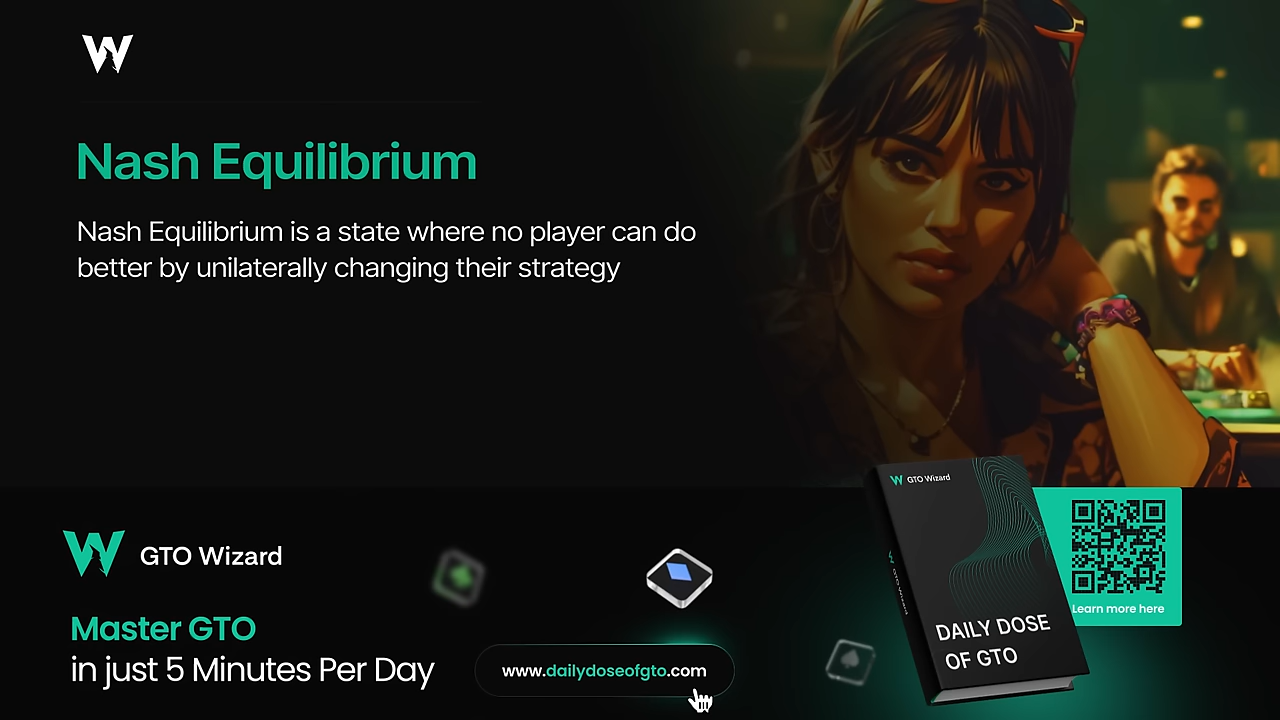 Nash Equilibrium
Nash Equilibrium is a state where no player can do
better by unilaterally changing their strategy
GTO Wizard
Master GTO
in just 5 Minutes Per Day
www.dailydoseofgto.com
GTO Wizard
GTO Wizard
DAILY DOSE
OF GTO
Learn more here